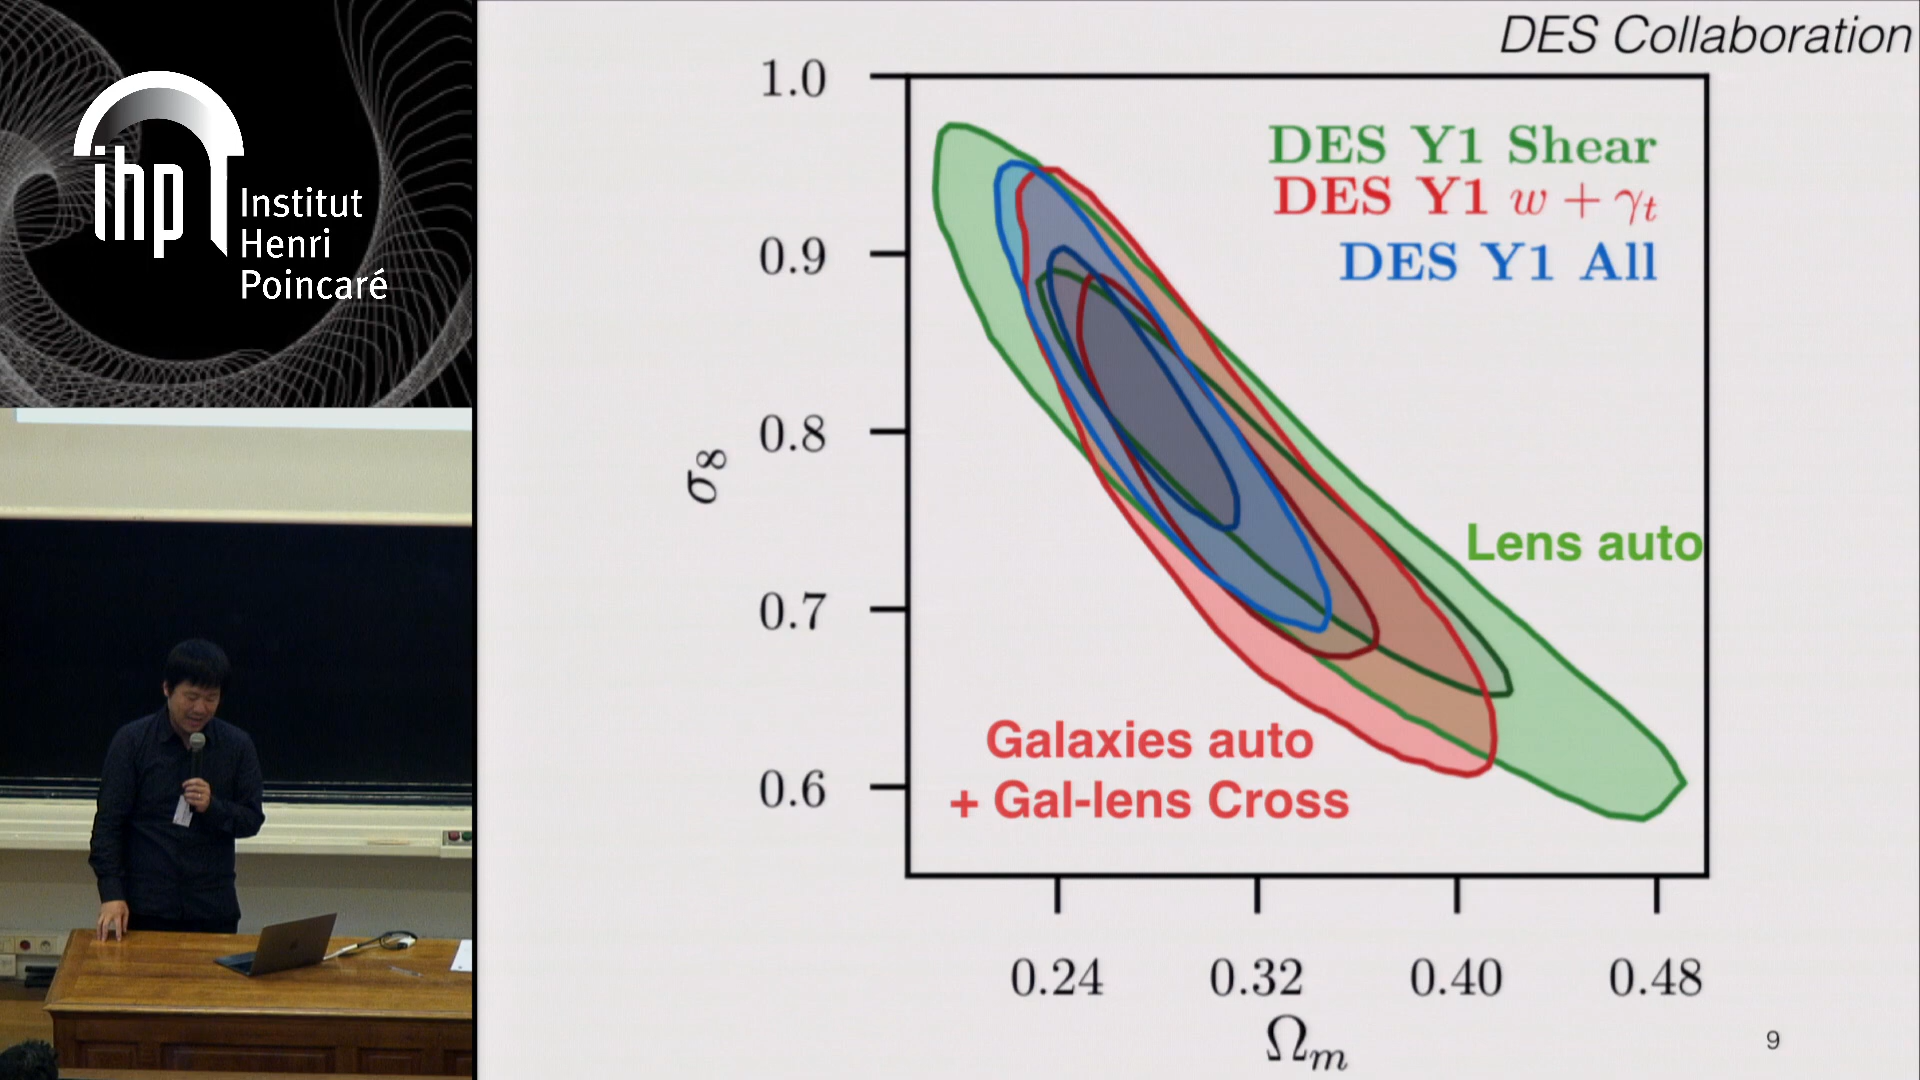 ihp
Institut
Henri
Poincaré
DES Collaboration
1.0
0.9
0.8
0.7
0.6
σ₈
DES Y1 Shear
DES Y1 w + γₜ
DES Y1 All
Lens auto
Galaxies auto
+ Gal-lens Cross
0.24 0.32 0.40 0.48
Ωₘ
9